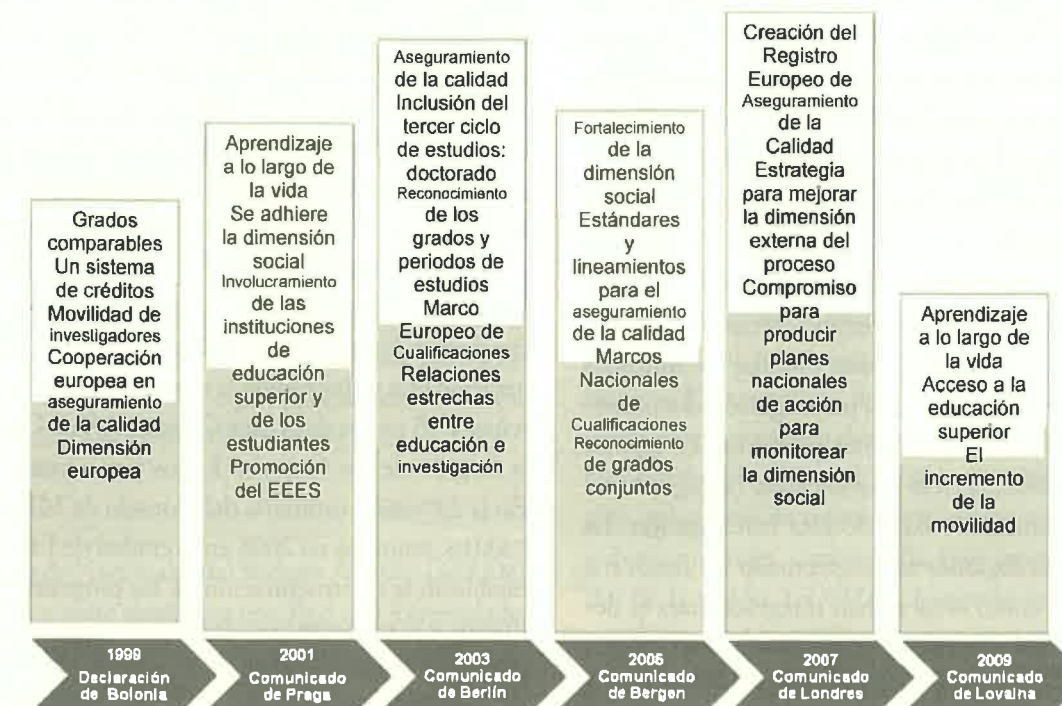 Grados
comparables
Un sistema
de créditos
Movilidad de
investigadores
Cooperación
europea en
aseguramiento
de la calidad
Dimensión
europea
1999
Declaración
de Bolonia
Aprendizaje
a lo largo de
la vida
Se adhiere
la dimensión
social
Involucramiento
de las
instituciones
de
educación
superior y
de los
estudiantes
Promoción
del EEES
2001
Comunicado
de Praga
Aseguramiento
de la calidad
Inclusión del
tercer ciclo
de estudios:
doctorado
Reconocimiento
de los
grados y
periodos de
estudios
Marco
Europeo de
Cualificaciones
Relaciones
estrechas
entre
educación e
investigación
2003
Comunicado
de Berlín
Fortalecimiento
de la
dimensión
social
Estándares
y
lineamientos
para el
aseguramiento
de la calidad
Marcos
Nacionales
de
Cualificaciones
Reconocimiento
de grados
conjuntos
2005
Comunicado
de Bergen
Creación del
Registro
Europeo de
Aseguramiento
de la
Calidad
Estrategia
para mejorar
la dimensión
externa del
proceso
Compromiso
para
producir
planes
nacionales
de acción
para
monitorear
la dimensión
social
2007
Comunicado
de Londres
Aprendizaje
a lo largo de
la vida
Acceso a la
educación
superior
El
incremento
de la
movilidad
2009
Comunicado
de Lovaina